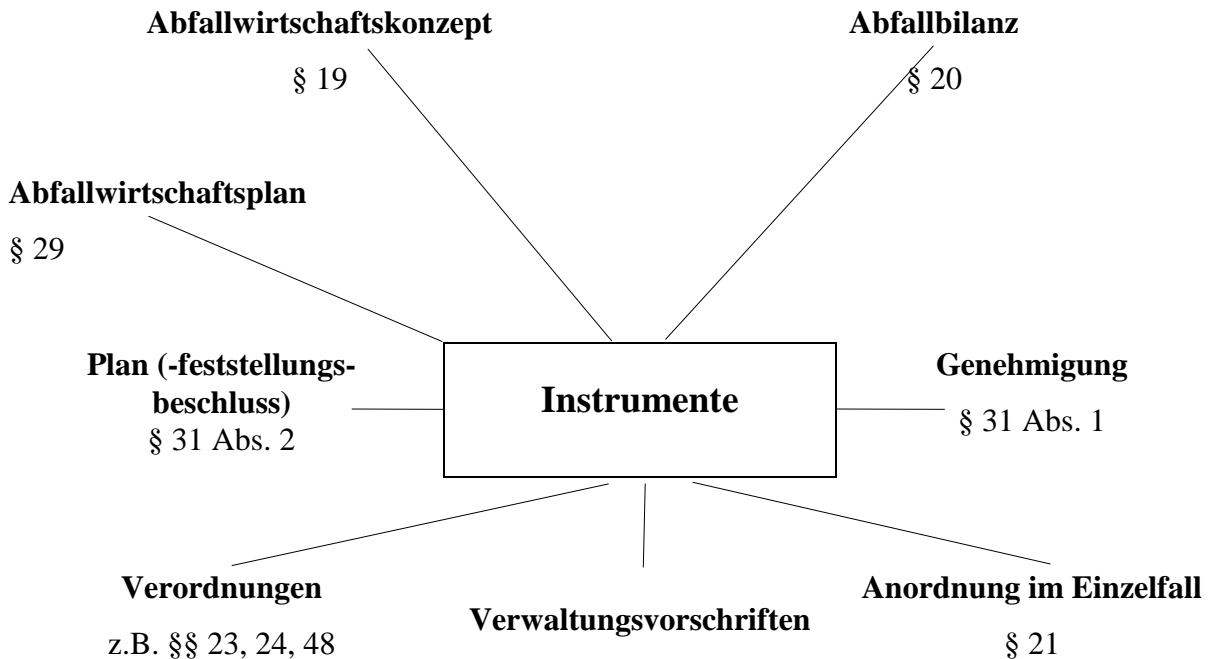 Abfallwirtschaftskonzept
§ 19
Abfallbilanz
§ 20
Abfallwirtschaftsplan
§ 29
Plan (-feststellungs-
beschluss)
§ 31 Abs. 2
Instrumente
Genehmigung
§ 31 Abs. 1
Verordnungen
z.B. §§ 23, 24, 48
Verwaltungsvorschriften
Anordnung im Einzelfall
§ 21